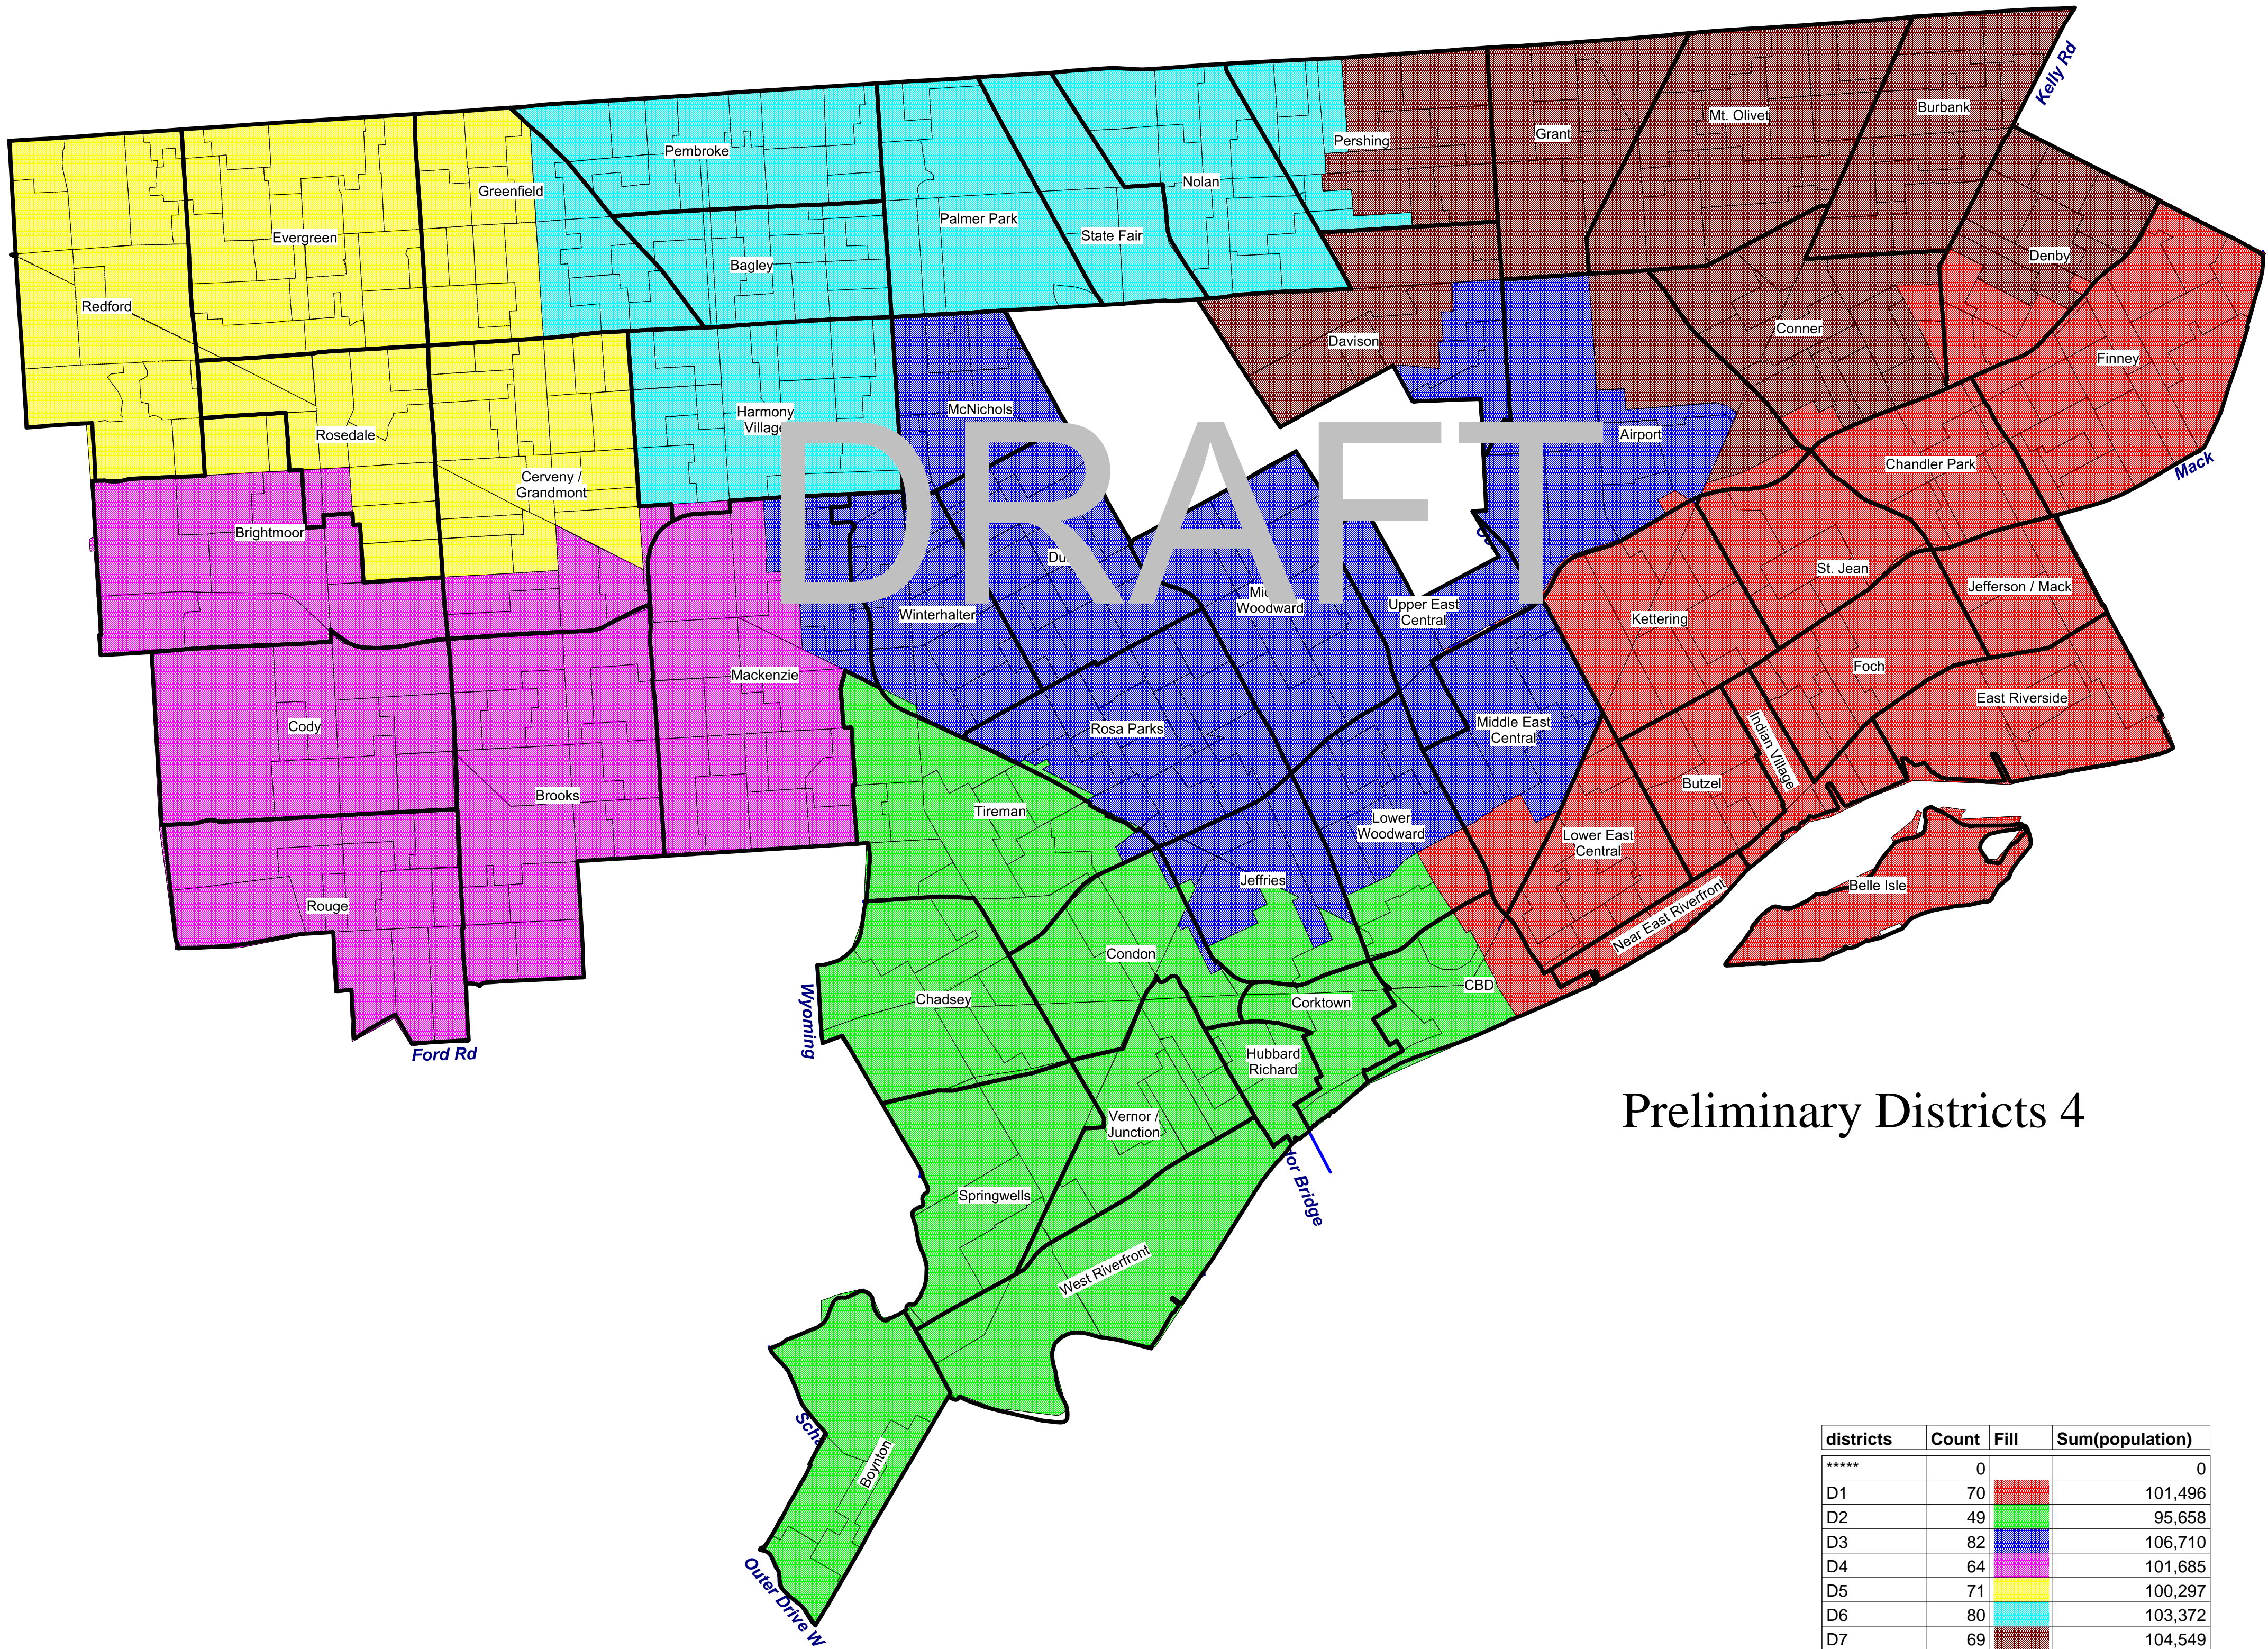 Kelly Rd
Burbank
Mt. Olivet
Grant
Pershing
Pembroke
Nolan
Greenfield
Palmer Park
State Fair
Evergreen
Denby
Bagley
Redford
Conner
Davison
Finney
McNichols
Harmony
Village
Rosedale
Airport
Chandler Park
Mack
Cerveny /
Grandmont
DRAFT
Brightmoor
St. Jean
Jefferson / Mack
Woodward
Upper East
Central
Winterhalter
Kettering
Foch
Mackenzie
East Riverside
Cody
Rosa Parks
Middle East
Central
Indian Village
Butzel
Brooks
Tireman
Lower
Woodward
Lower East
Central
Jeffries
Belle Isle
Rouge
Near East Riverfront
Condon
CBD
Chadsey
Corktown
Wyoming
Ford Rd
Hubbard
Richard
Preliminary Districts 4
Vernor /
Junction
Bridge
Springwells
West Riverfront
Boynton
Outer Drive W
districts Count Fill Sum(population)
***** 0 0
D1 70 101,496
D2 49 95,658
D3 82 106,710
D4 64 101,685
D5 71 100,297
D6 80 103,372
D7 69 104,549